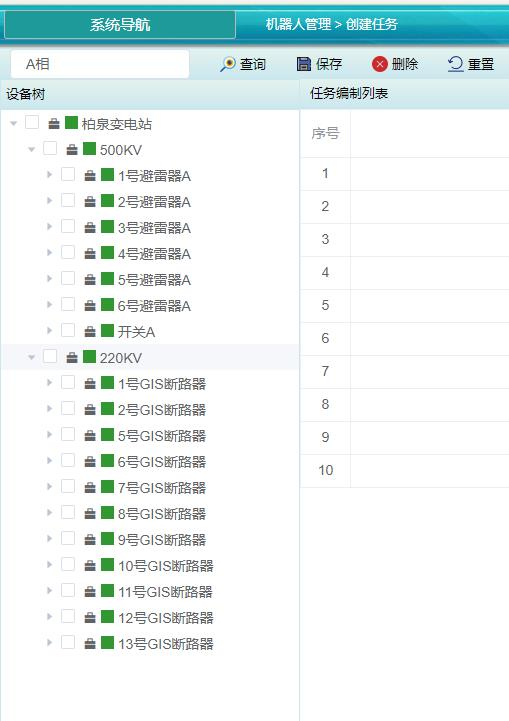 系统导航
机器人管理 > 创建任务
A相
查询
保存
删除
重置
设备树
柏泉变电站
500KV
1号避雷器A
2号避雷器A
3号避雷器A
4号避雷器A
5号避雷器A
6号避雷器A
开关A
220KV
1号GIS断路器
2号GIS断路器
5号GIS断路器
6号GIS断路器
7号GIS断路器
8号GIS断路器
9号GIS断路器
10号GIS断路器
11号GIS断路器
12号GIS断路器
13号GIS断路器
任务编制列表
序号
1
2
3
4
5
6
7
8
9
10